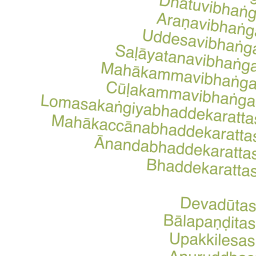 Dhātuvibhaṅg
Araṇavibhaṅg
Uddesavibhaṅga
Saḷāyatanavibhaṅga
Mahākammavibhaṅga
Cūḷakammavibhaṅga
Lomasakaṅgiyabhaddekarattas
Mahākaccānabhaddekarattas
Ānandabhaddekarattas
Bhaddekarattas
Devadūtas
Bālapaṇḍitas
Upakkilesas